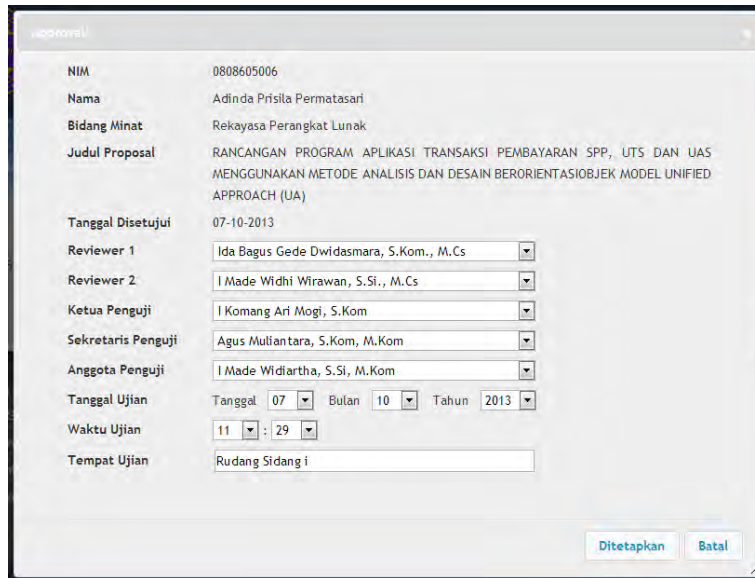 Approval
NIM 0808605006
Nama Adinda Prisila Permatasari
Bidang Minat Rekayasa Perangkat Lunak
Judul Proposal RANCANGAN PROGRAM APLIKASI TRANSAKSI PEMBAYARAN SPP, UTS DAN UAS
MENGGUNAKAN METODE ANALISIS DAN DESAIN BERORIENTASIOBJEK MODEL UNIFIED
APPROACH (UA)
Tanggal Disetujui 07-10-2013
Reviewer 1 Ida Bagus Gede Dwidasmara, S.Kom., M.Cs
Reviewer 2 I Made Widhi Wirawan, S.Si., M.Cs
Ketua Penguji I Komang Ari Mogi, S.Kom
Sekretaris Penguji Agus Muliantara, S.Kom, M.Kom
Anggota Penguji I Made Widiartha, S.Si, M.Kom
Tanggal Ujian Tanggal 07 Bulan 10 Tahun 2013
Waktu Ujian 11 : 29
Tempat Ujian Rudang Sidang i
Ditetapkan Batal